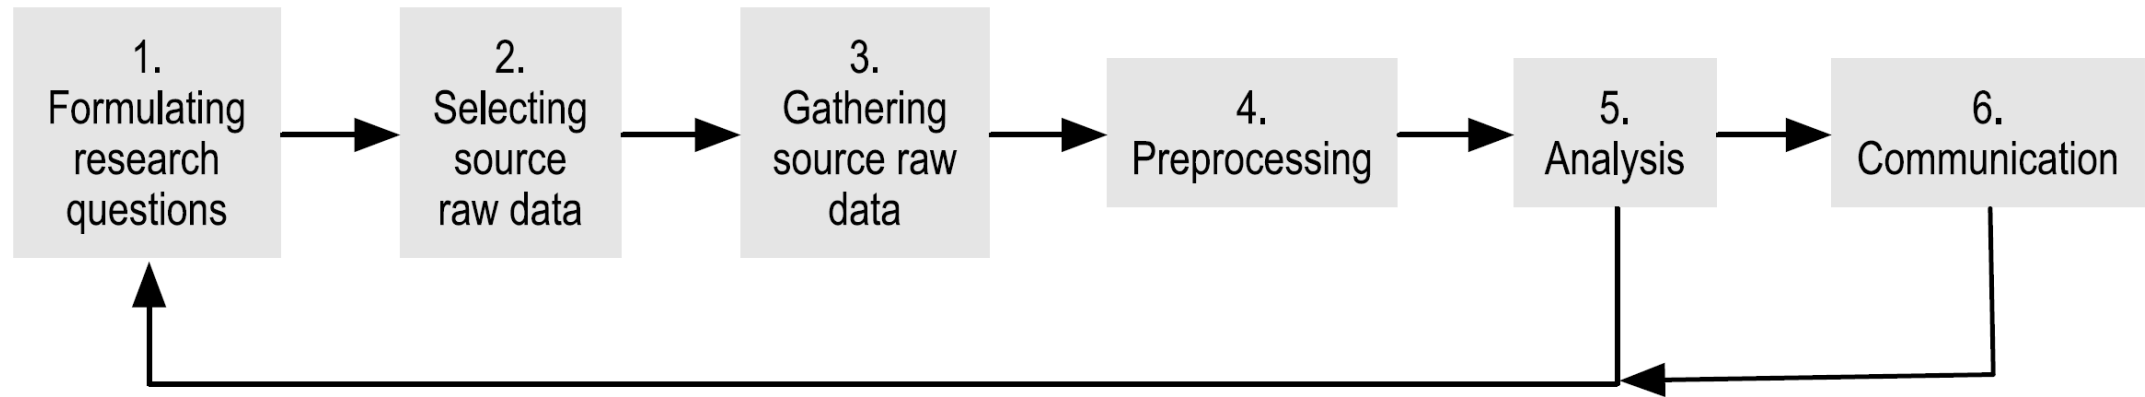 1.
Formulating
research
questions
2.
Selecting
source
raw data
3.
Gathering
source raw
data
4.
Preprocessing
5.
Analysis
6.
Communication